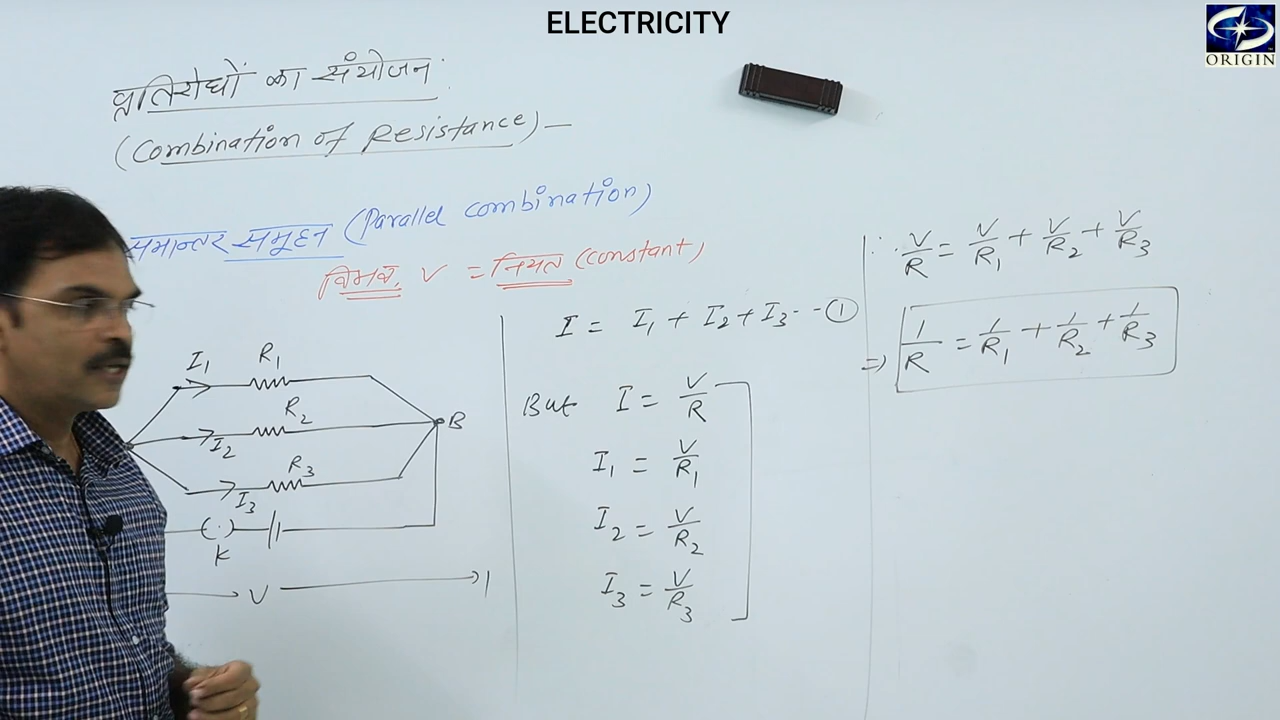 ELECTRICITY
ORIGIN
प्रतिरोधों का संयोजन:
(Combination of Resistance) —
समान्तर समूहन (Parallel combination)
विभव, V = नियत (constant)
I₁ R₁
I₂ R₂
B
I₃ R₃
K
V
I = I₁ + I₂ + I₃ -- ①
But I = V/R
I₁ = V/R₁
I₂ = V/R₂
I₃ = V/R₃
∴ V/R = V/R₁ + V/R₂ + V/R₃
⇒ 1/R = 1/R₁ + 1/R₂ + 1/R₃